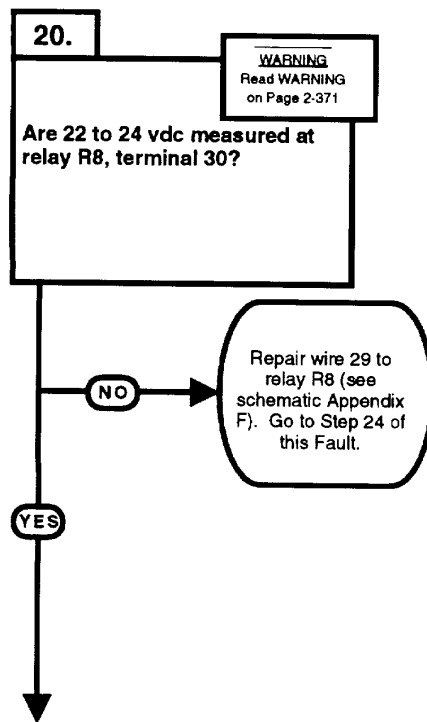 20.
WARNING
Read WARNING
on Page 2-371
Are 22 to 24 vdc measured at
relay R8, terminal 30?
Repair wire 29 to
relay R8 (see
schematic Appendix
F). Go to Step 24 of
this Fault.
NO
YES